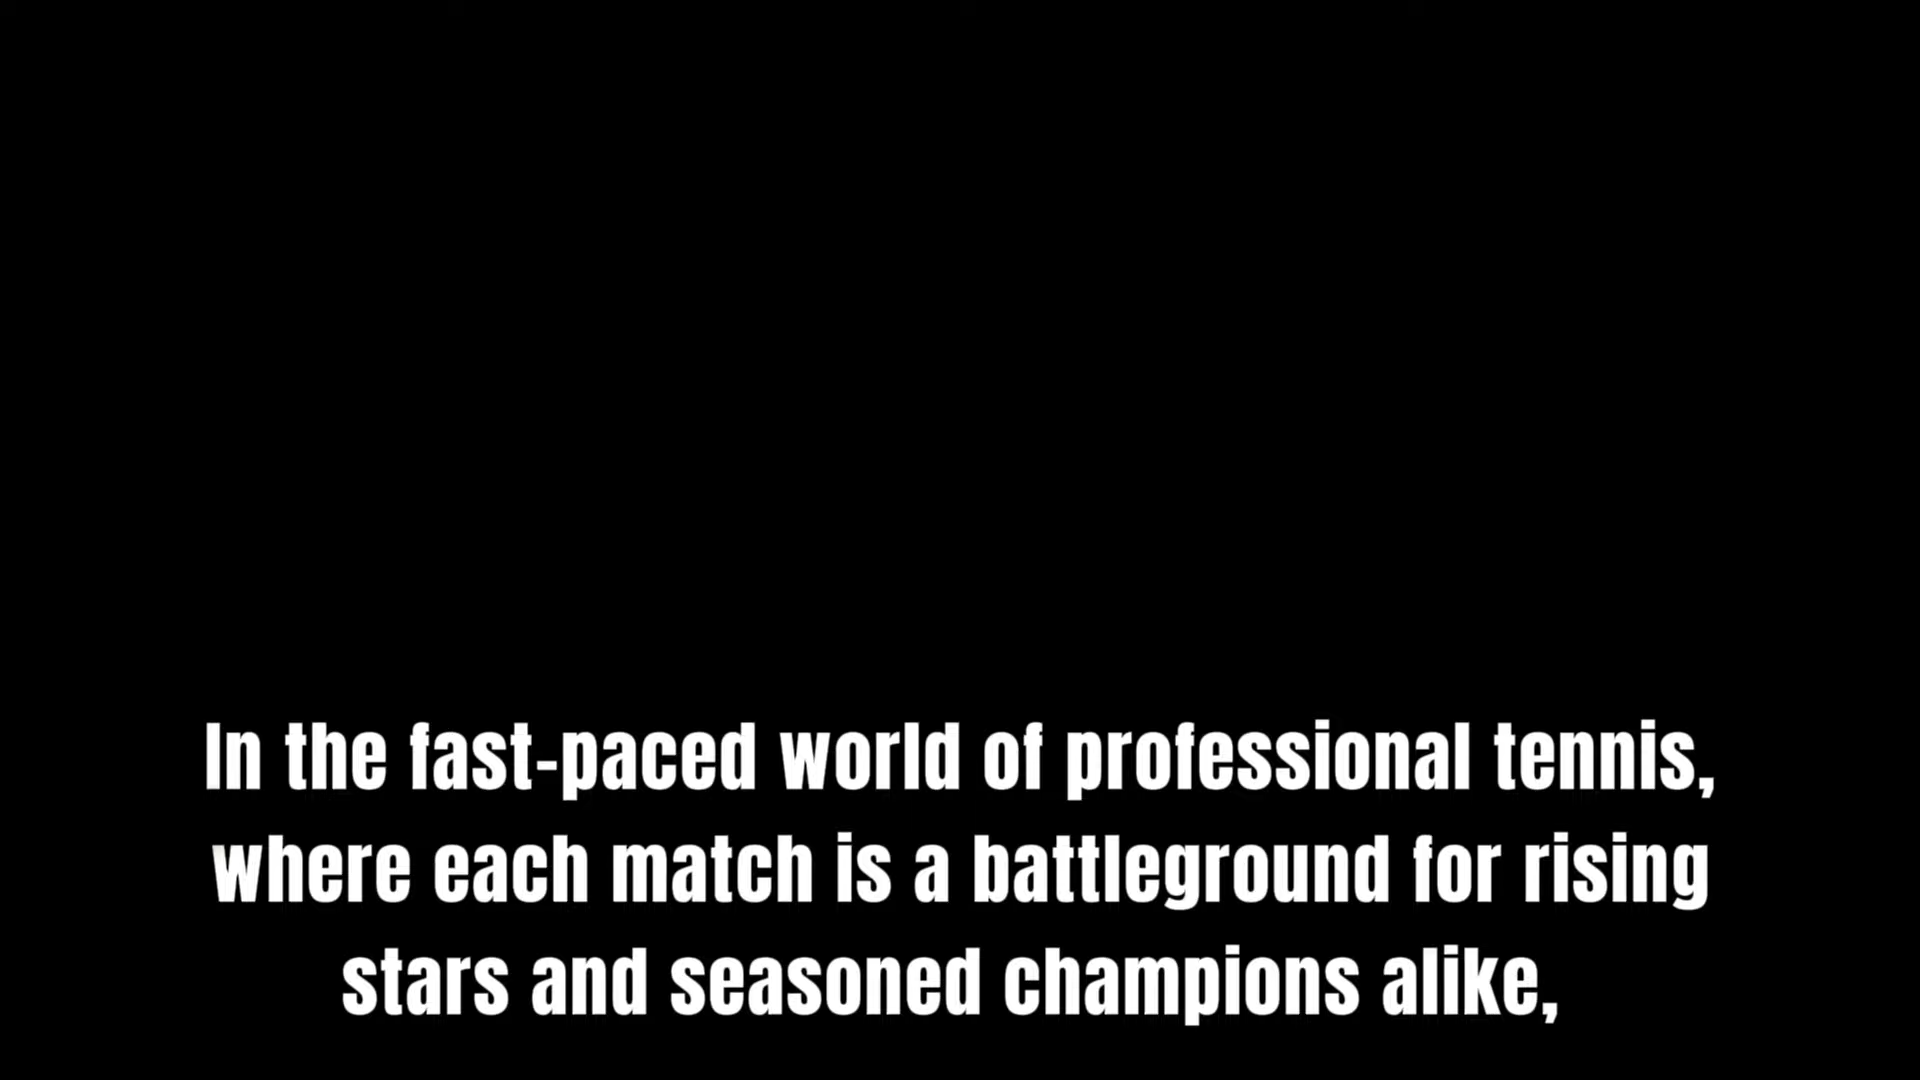 In the fast-paced world of professional tennis,
where each match is a battleground for rising
stars and seasoned champions alike,